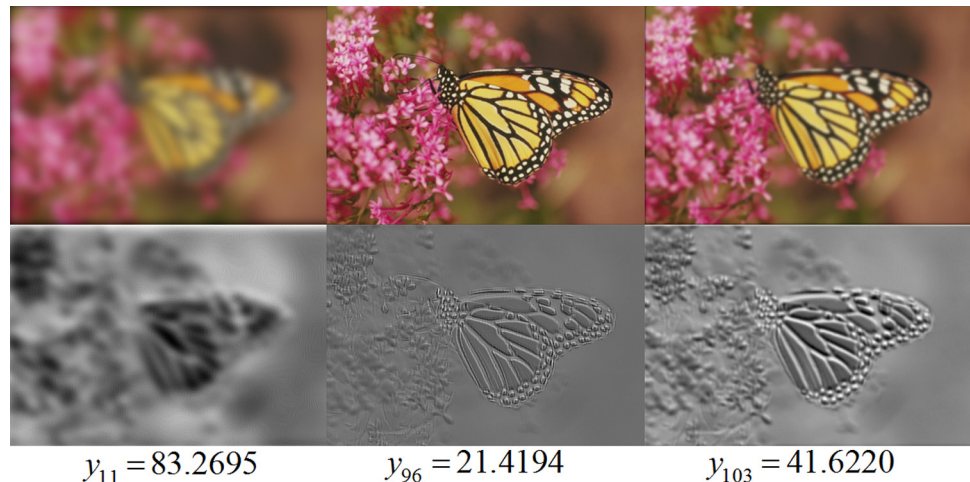 y₁₁ = 83.2695
y₉₆ = 21.4194
y₁₀₃ = 41.6220